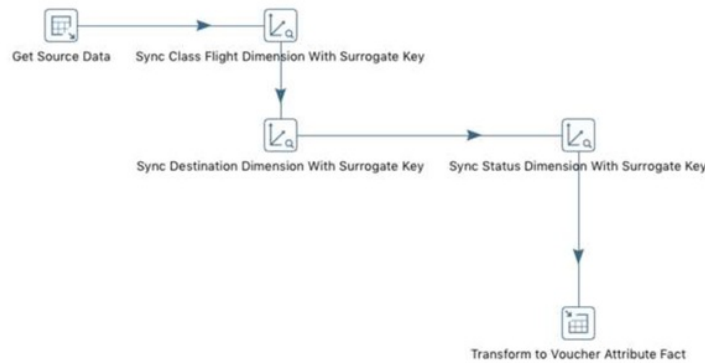 Get Source Data
Sync Class Flight Dimension With Surrogate Key
Sync Destination Dimension With Surrogate Key
Sync Status Dimension With Surrogate Key
Transform to Voucher Attribute Fact